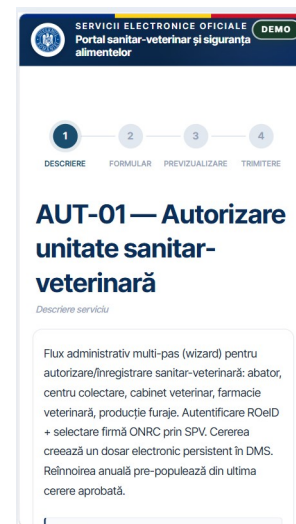 SERVICII ELECTRONICE OFICIALE
DEMO
Portal sanitar-veterinar și siguranța
alimentelor
1
2
3
4
DESCRIERE
FORMULAR
PREVIZUALIZARE
TRIMITERE
AUT-01 — Autorizare
unitate sanitar-
veterinară
Descriere serviciu
Flux administrativ multi-pas (wizard) pentru
autorizare/înregistrare sanitar-veterinară: abator,
centru colectare, cabinet veterinar, farmacie
veterinară, producție furaje. Autentificare ROeID
+ selectare firmă ONRC prin SPV. Cererea
creează un dosar electronic persistent în DMS.
Reînnoirea anuală pre-populează din ultima
cerere aprobată.